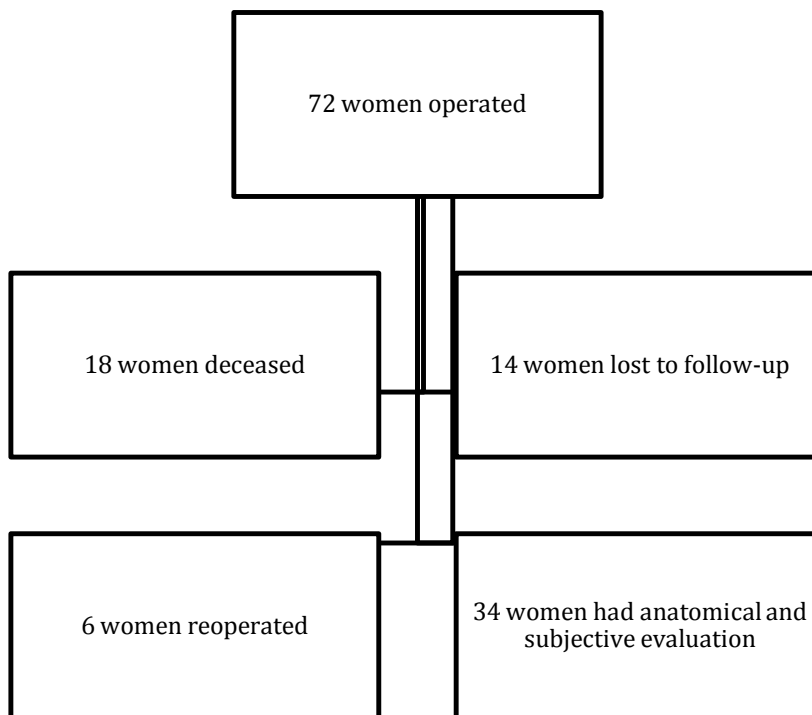 72 women operated
18 women deceased
14 women lost to follow-up
6 women reoperated
34 women had anatomical and
subjective evaluation